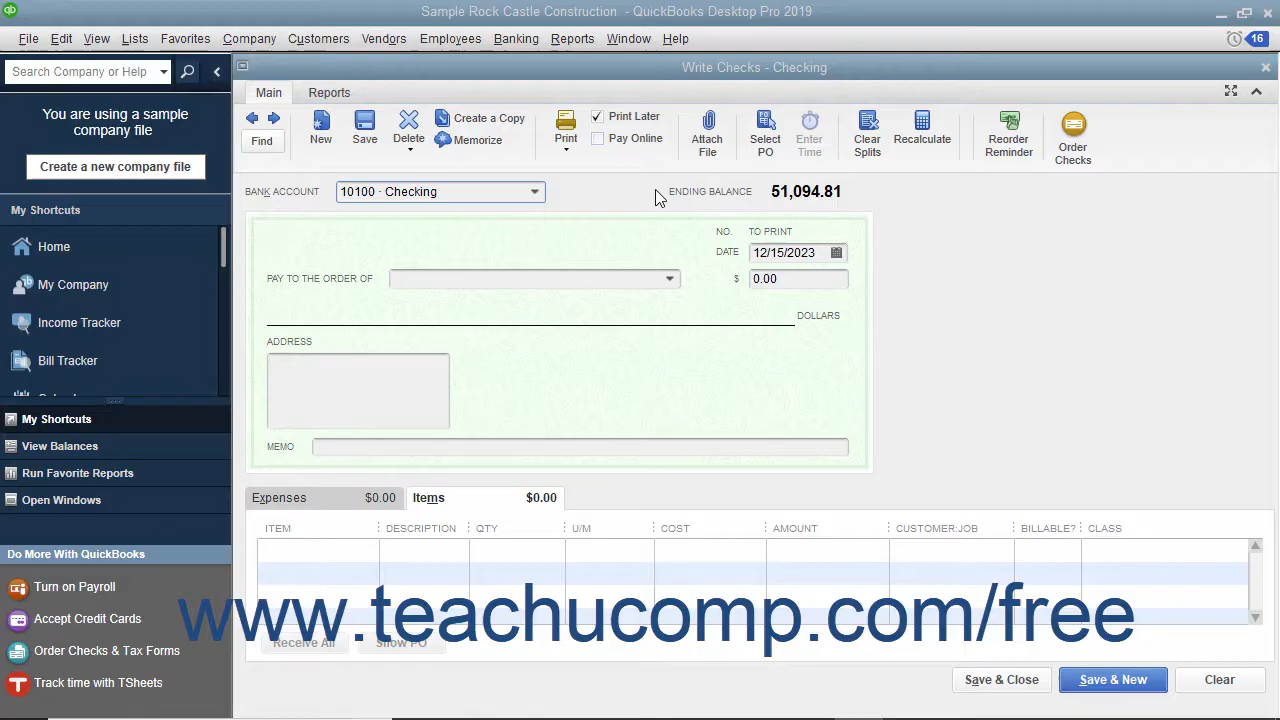 Sample Rock Castle Construction - QuickBooks Desktop Pro 2019
File Edit View Lists Favorites Company Customers Vendors Employees Banking Reports Window Help 16
Search Company or Help
Write Checks - Checking
Main Reports
You are using a sample
company file
Create a new company file
Find
New
Save
Delete
Create a Copy
Memorize
Print
Print Later
Pay Online
Attach
File
Select
PO
Enter
Time
Clear
Splits
Recalculate
Reorder
Reminder
Order
Checks
BANK ACCOUNT 10100 · Checking ENDING BALANCE 51,094.81
My Shortcuts
Home
My Company
Income Tracker
Bill Tracker
NO. TO PRINT
DATE 12/15/2023
PAY TO THE ORDER OF $ 0.00
DOLLARS
ADDRESS
MEMO
My Shortcuts
View Balances
Run Favorite Reports
Open Windows
Expenses $0.00 Items $0.00
ITEM DESCRIPTION QTY U/M COST AMOUNT CUSTOMER:JOB BILLABLE? CLASS
Do More With QuickBooks
Turn on Payroll
Accept Credit Cards
Order Checks & Tax Forms
Track time with TSheets
www.teachucomp.com/free
Receive All Show PO
Save & Close Save & New Clear